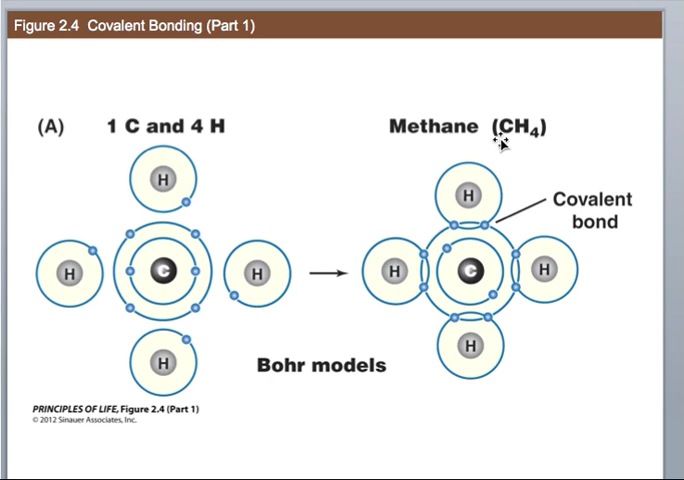 Figure 2.4 Covalent Bonding (Part 1)
(A) 1 C and 4 H
Methane (CH₄)
H
H
C
H
H
H
H
C
H
H
Covalent
bond
Bohr models
PRINCIPLES OF LIFE, Figure 2.4 (Part 1)
© 2012 Sinauer Associates, Inc.